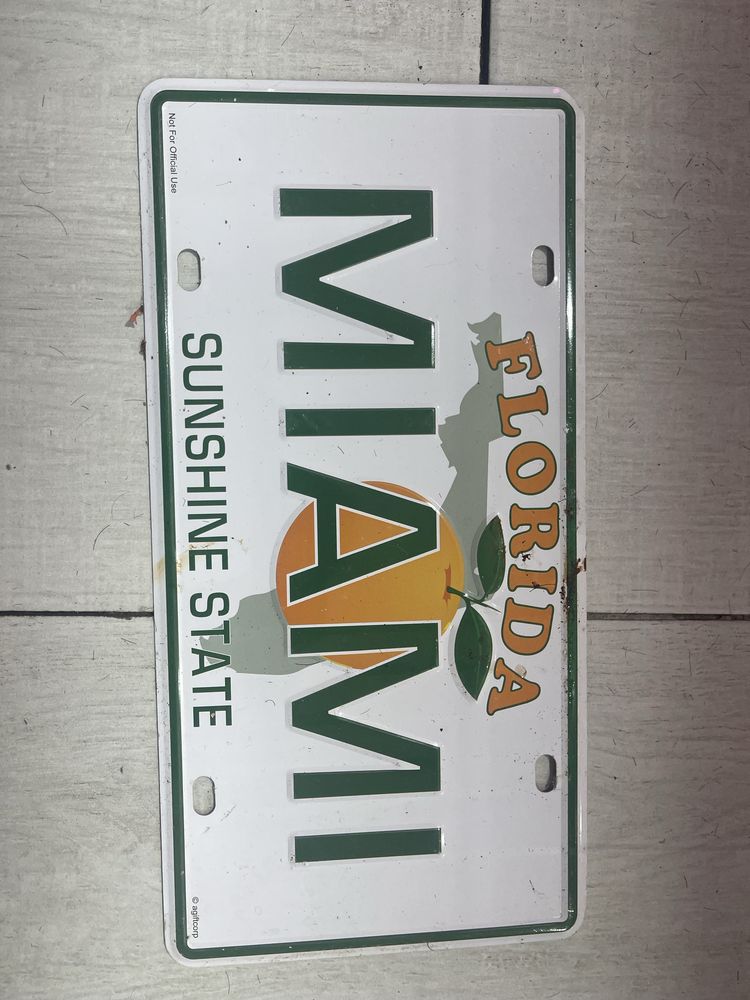 FLORIDA
MIAMI
SUNSHINE STATE
Not For Official Use
© agiftcorp